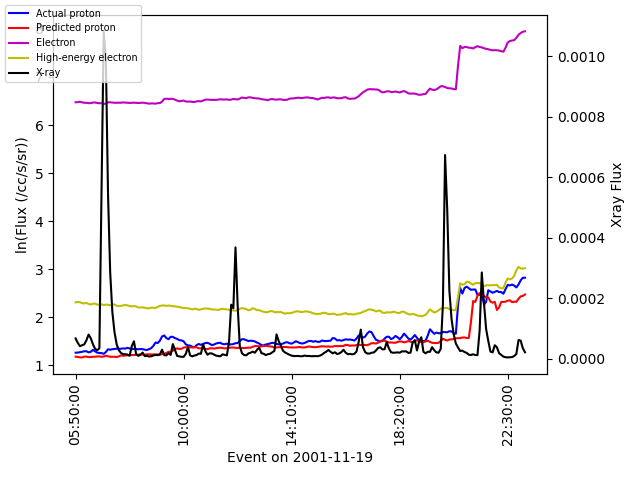 Actual proton
Predicted proton
Electron
High-energy electron
X-ray
ln(Flux (/cc/s/sr))
6
5
4
3
2
1
0.0010
0.0008
0.0006
0.0004
0.0002
0.0000
Xray Flux
05:50:00
10:00:00
14:10:00
18:20:00
22:30:00
Event on 2001-11-19